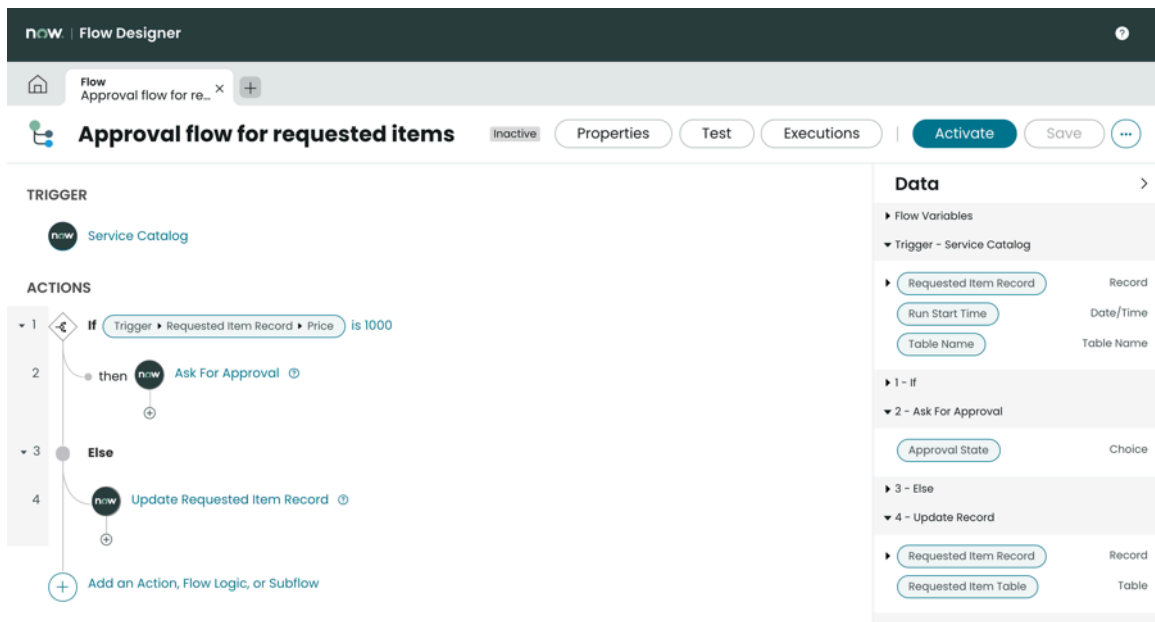 now. | Flow Designer
Flow
Approval flow for re…
Approval flow for requested items
Inactive
Properties
Test
Executions
Activate
Save
TRIGGER
now
Service Catalog
ACTIONS
1
If Trigger ▸ Requested Item Record ▸ Price is 1000
2
then now Ask For Approval
3
Else
4
now Update Requested Item Record
Add an Action, Flow Logic, or Subflow
Data
Flow Variables
Trigger - Service Catalog
Requested Item Record Record
Run Start Time Date/Time
Table Name Table Name
1 - If
2 - Ask For Approval
Approval State Choice
3 - Else
4 - Update Record
Requested Item Record Record
Requested Item Table Table